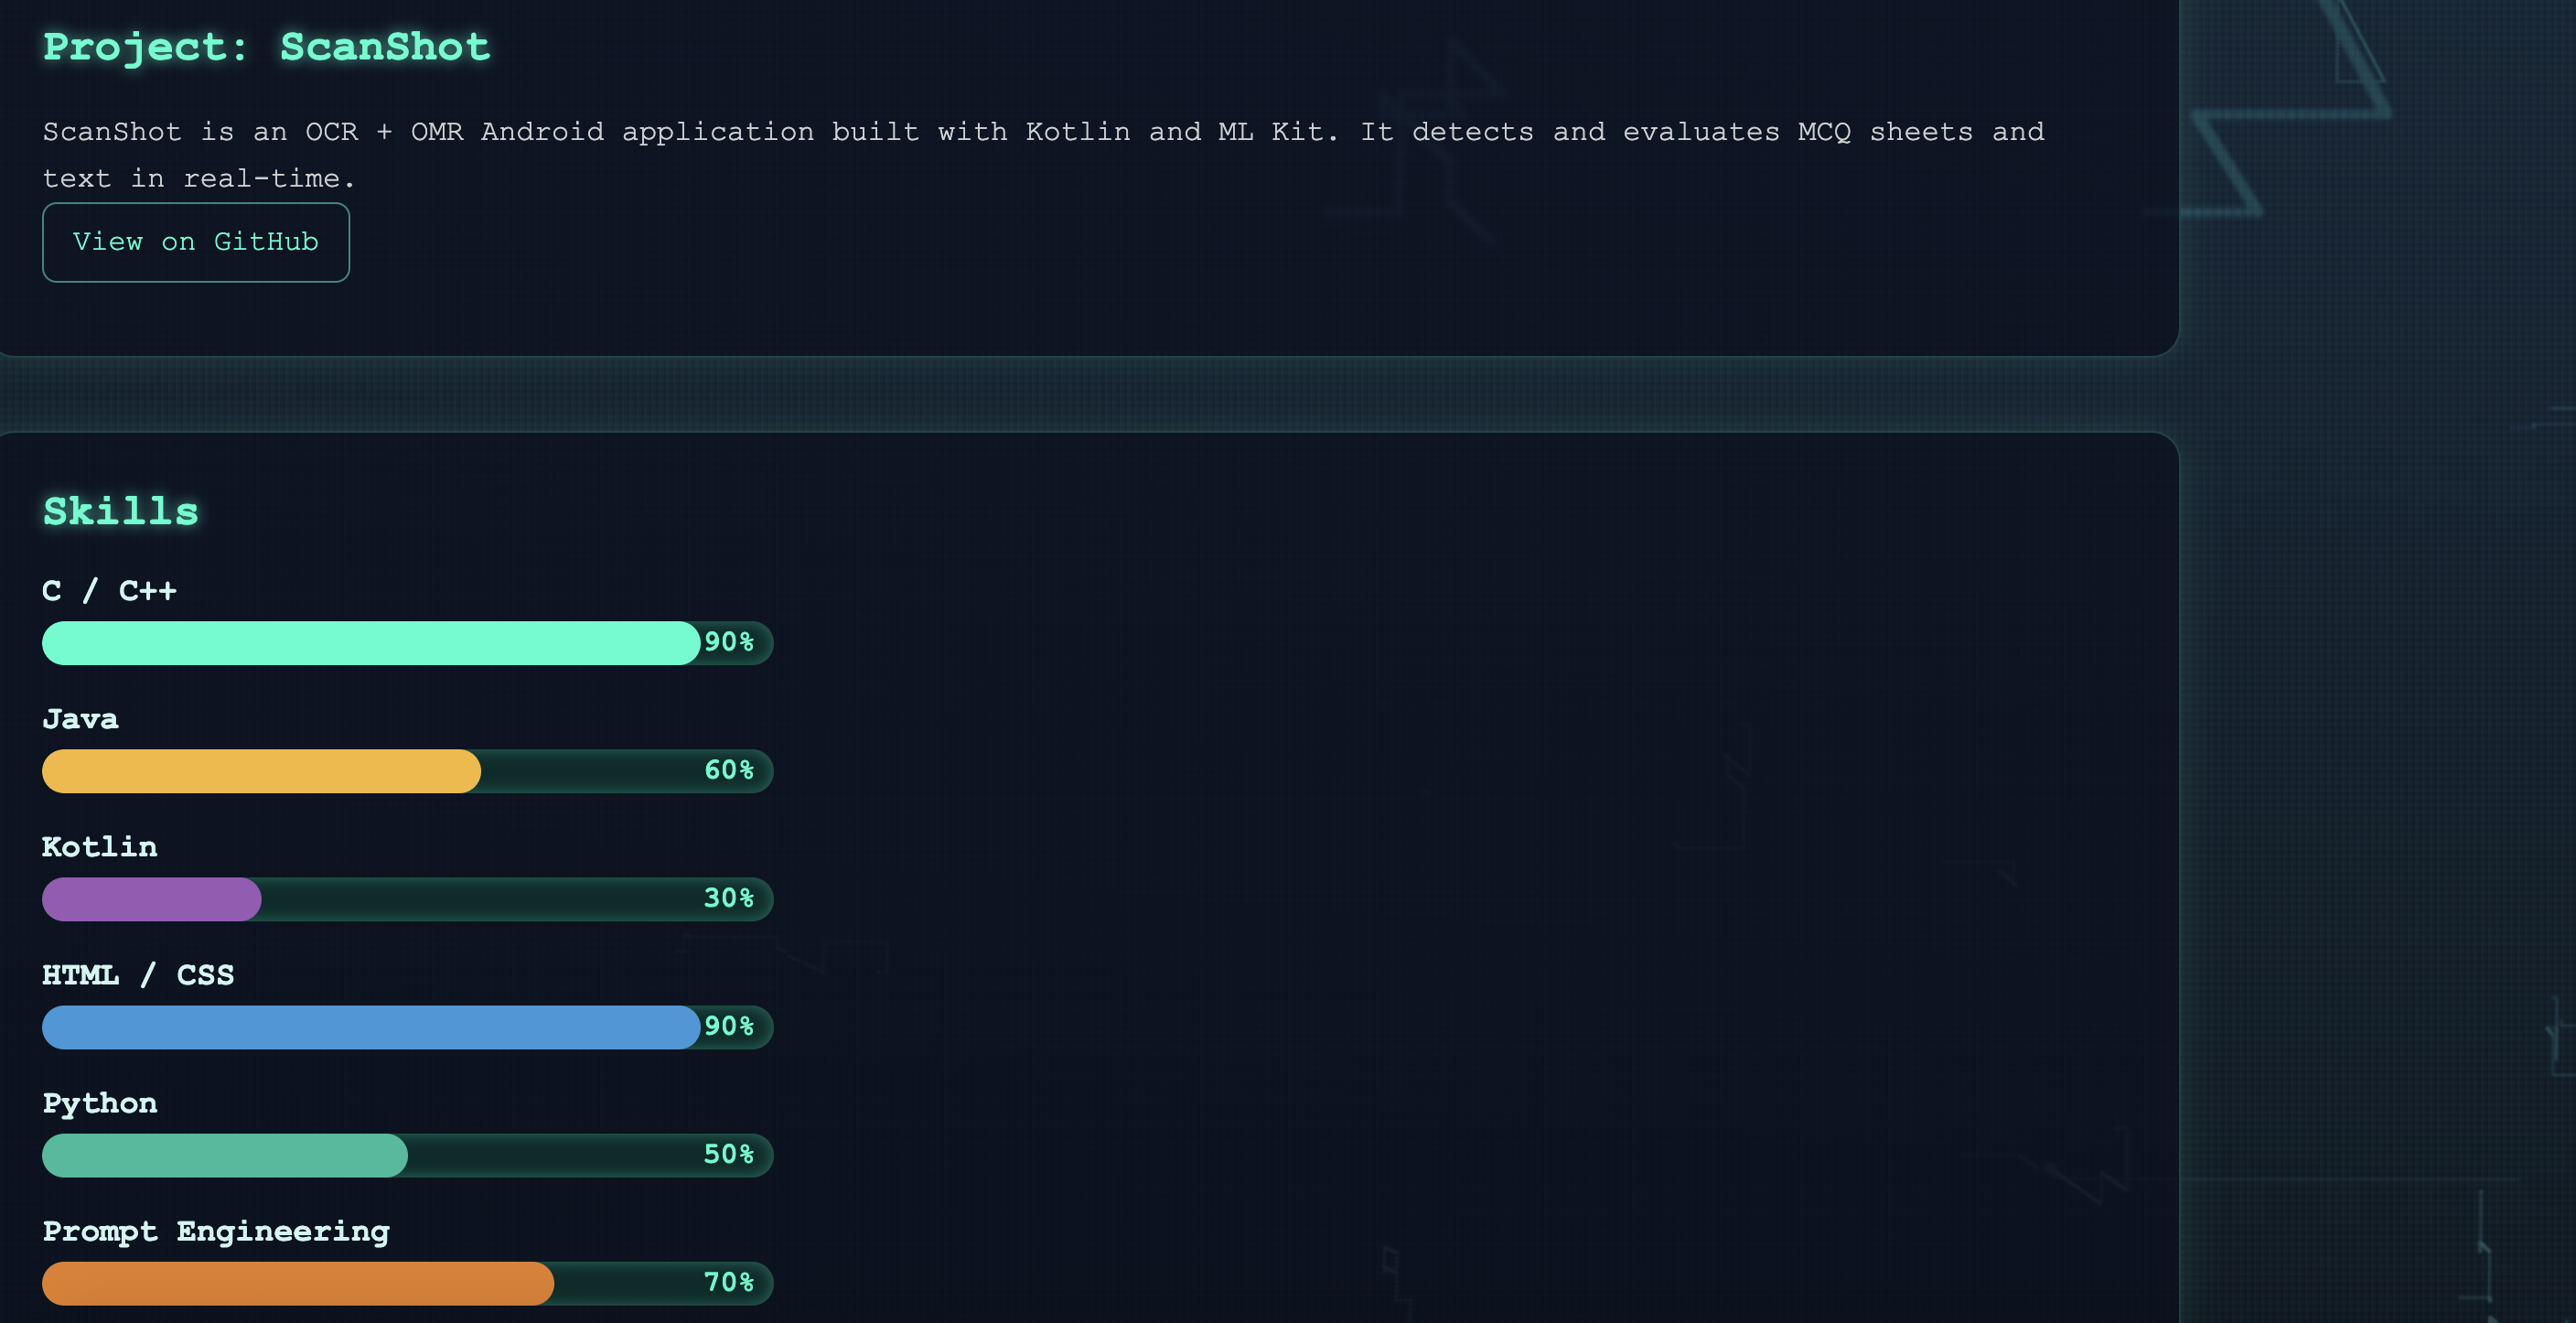 Project: ScanShot
ScanShot is an OCR + OMR Android application built with Kotlin and ML Kit. It detects and evaluates MCQ sheets and
text in real-time.
View on GitHub
Skills
C / C++
90%
Java
60%
Kotlin
30%
HTML / CSS
90%
Python
50%
Prompt Engineering
70%